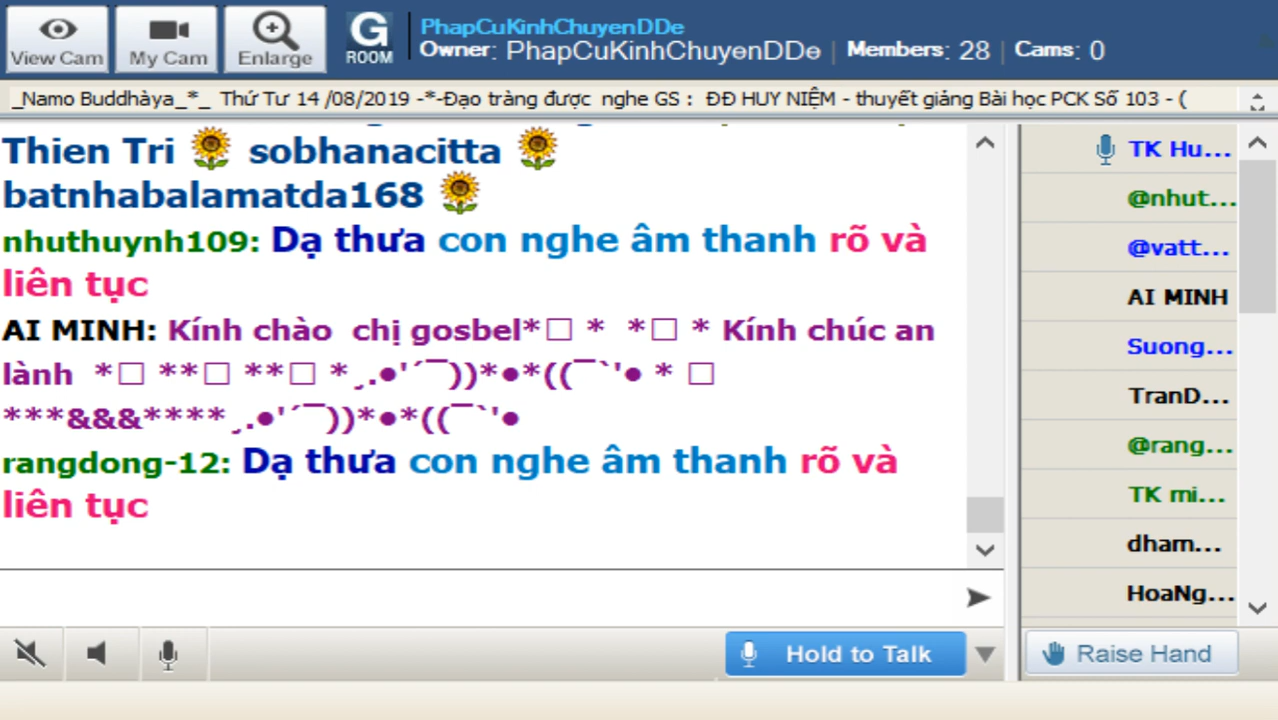 View Cam
My Cam
Enlarge
G ROOM
PhapCuKinhChuyenDDe
Owner: PhapCuKinhChuyenDDe | Members: 28 | Cams: 0
_Namo Buddhàya_*_ Thứ Tư 14 /08/2019 -*-Đạo tràng được nghe GS : ĐĐ HUY NIỆM - thuyết giảng Bài học PCK Số 103 - (
Thien Tri 🌻 sobhanacitta 🌻
batnhabalamatda168 🌻
nhuthuynh109: Dạ thưa con nghe âm thanh rõ và
liên tục
AI MINH: Kính chào chị gosbel*□ * *□ * Kính chúc an
lành *□ **□ **□ *¸.●'´¯))*●*((¯`'● * □
***&&&****¸.●'´¯))*●*((¯`'●
rangdong-12: Dạ thưa con nghe âm thanh rõ và
liên tục
TK Hu...
@nhut...
@vatt...
AI MINH
Suong...
TranD...
@rang...
TK mi...
dham...
HoaNg...
Hold to Talk
Raise Hand